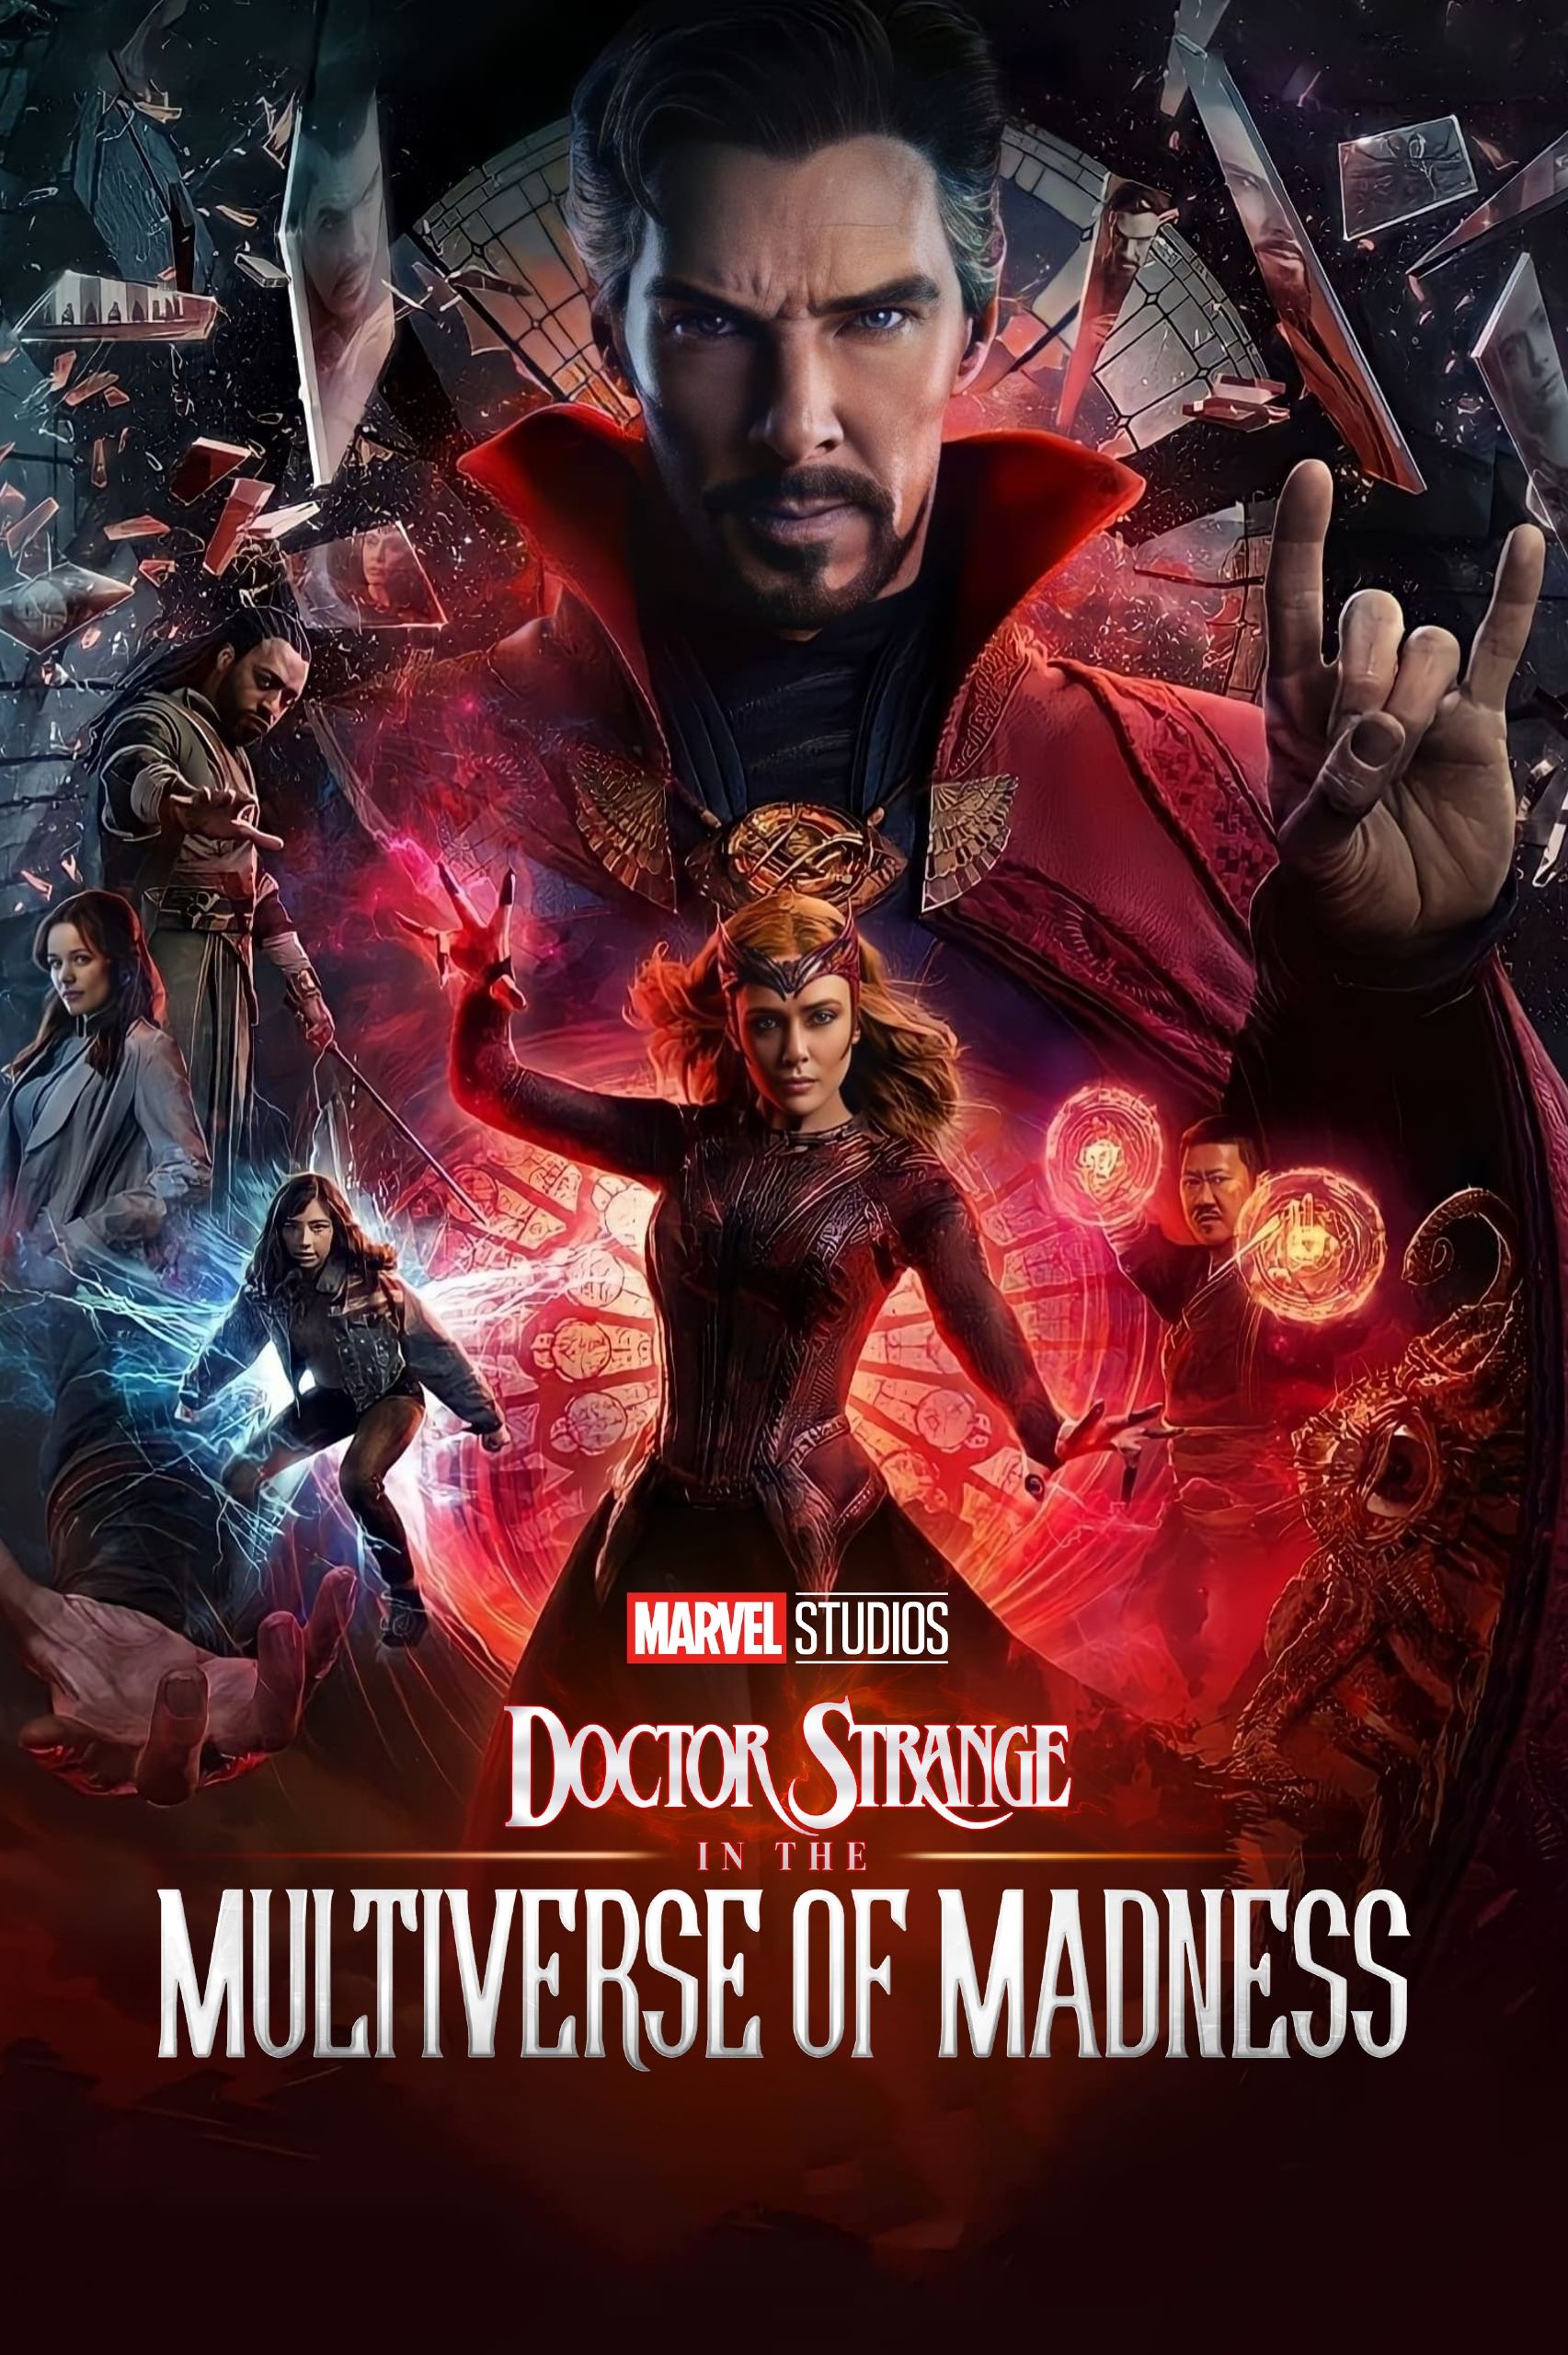 MARVEL STUDIOS
DOCTOR STRANGE
IN THE
MULTIVERSE OF MADNESS